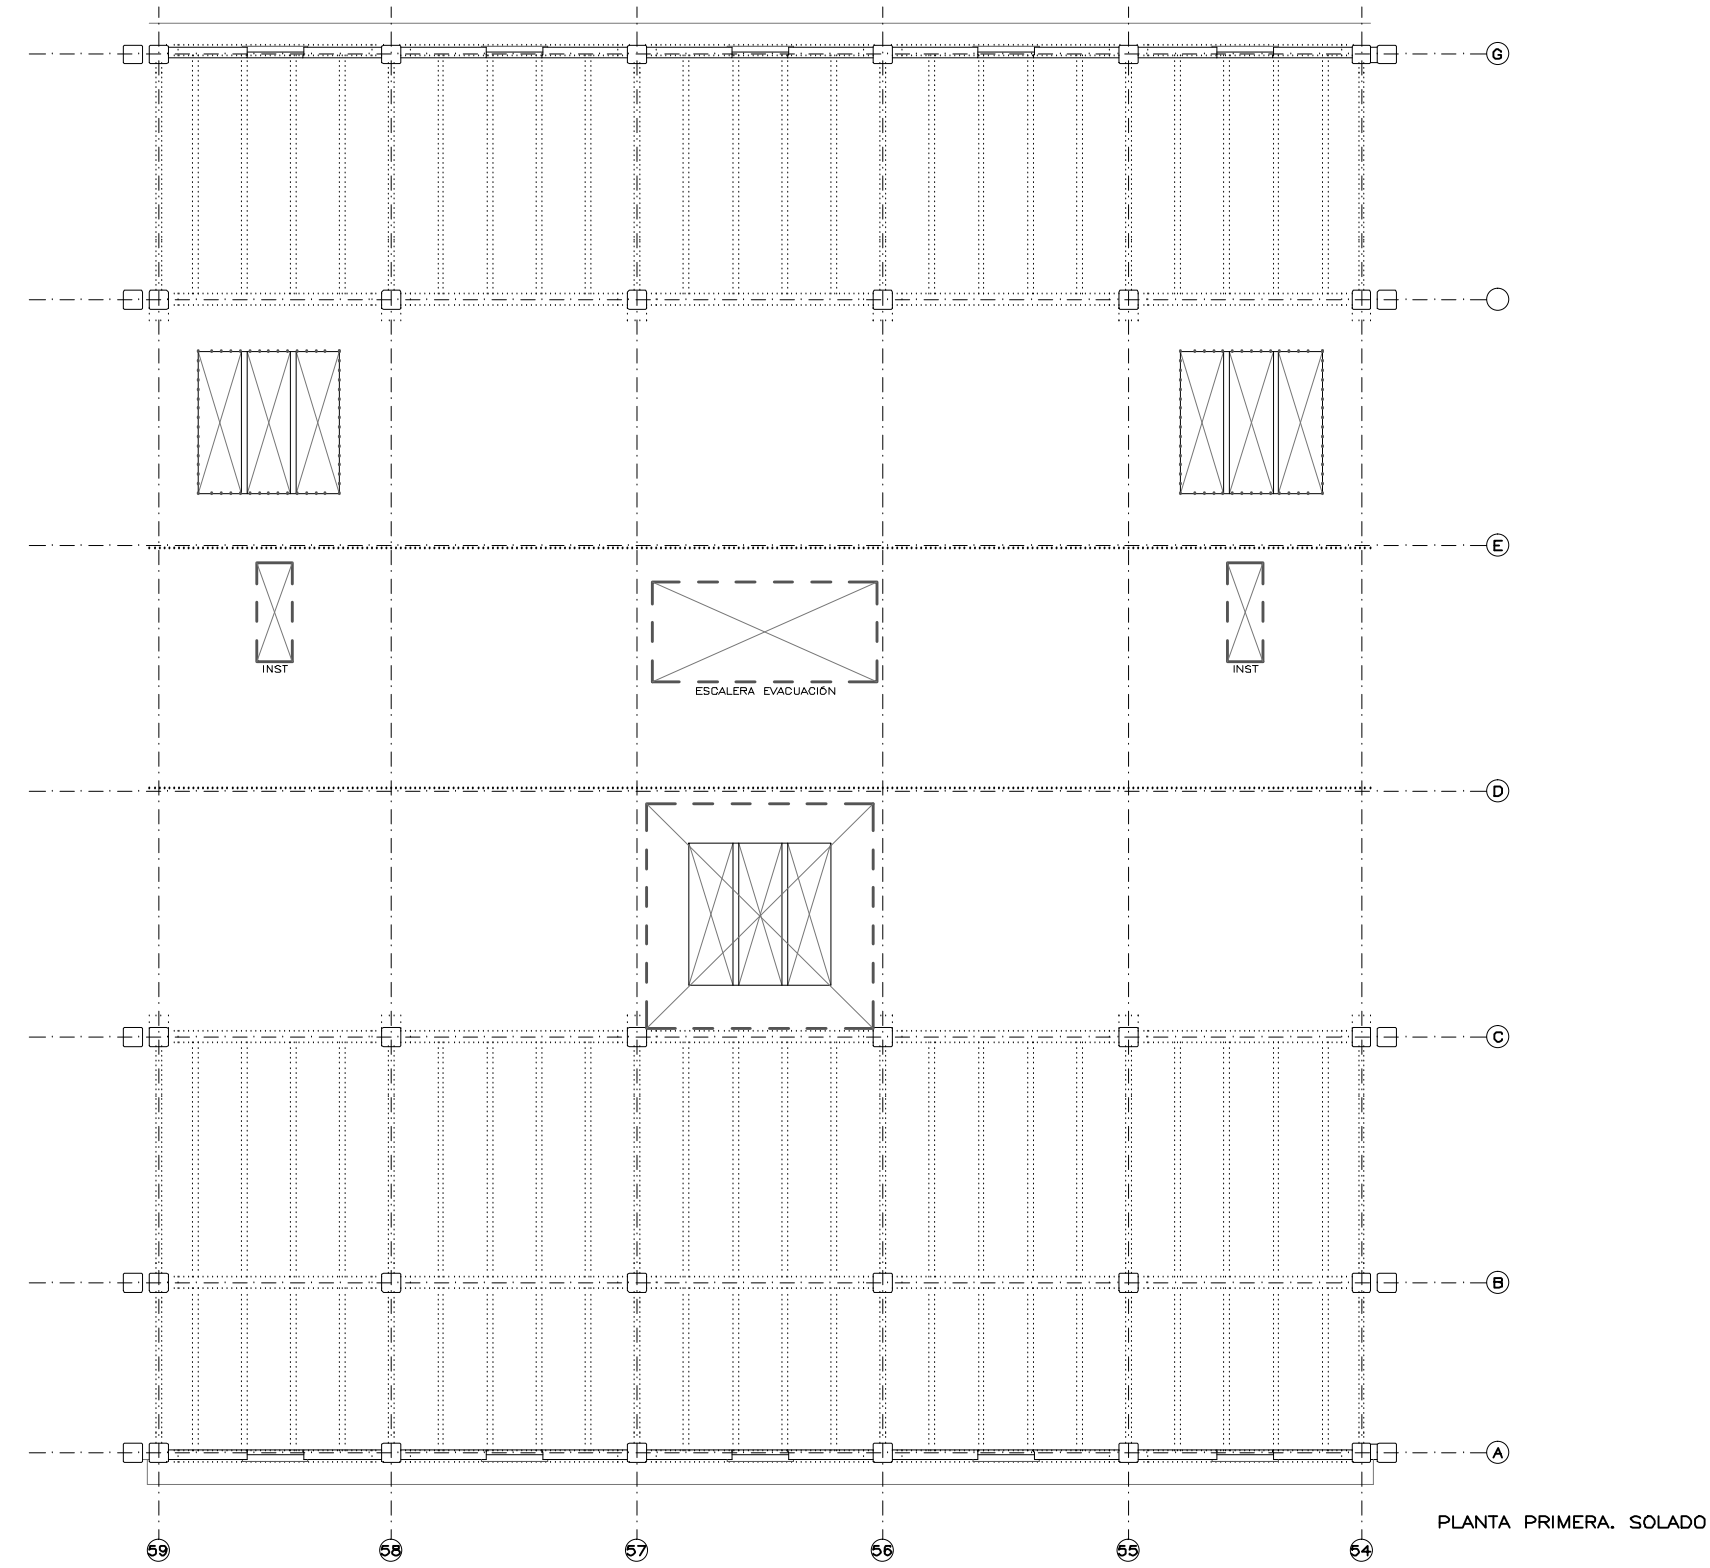 G
E
INST
INST
ESCALERA EVACUACIÓN
D
C
B
A
PLANTA PRIMERA. SOLADO
59 58 57 56 55 54